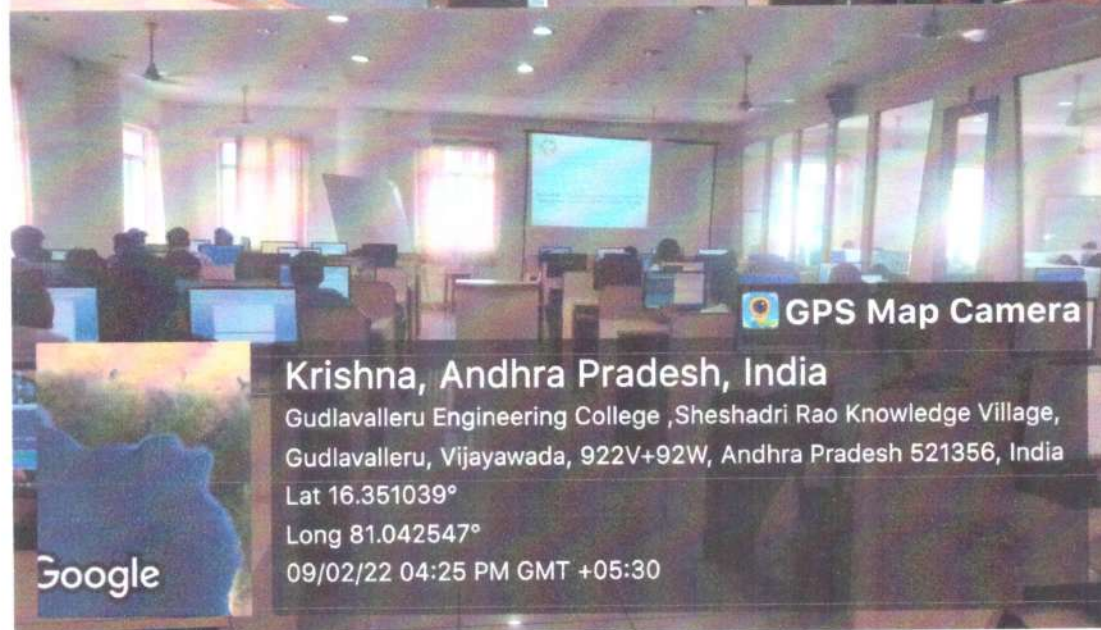 GPS Map Camera
Krishna, Andhra Pradesh, India
Gudlavalleru Engineering College ,Sheshadri Rao Knowledge Village,
Gudlavalleru, Vijayawada, 922V+92W, Andhra Pradesh 521356, India
Lat 16.351039°
Long 81.042547°
09/02/22 04:25 PM GMT +05:30
Google